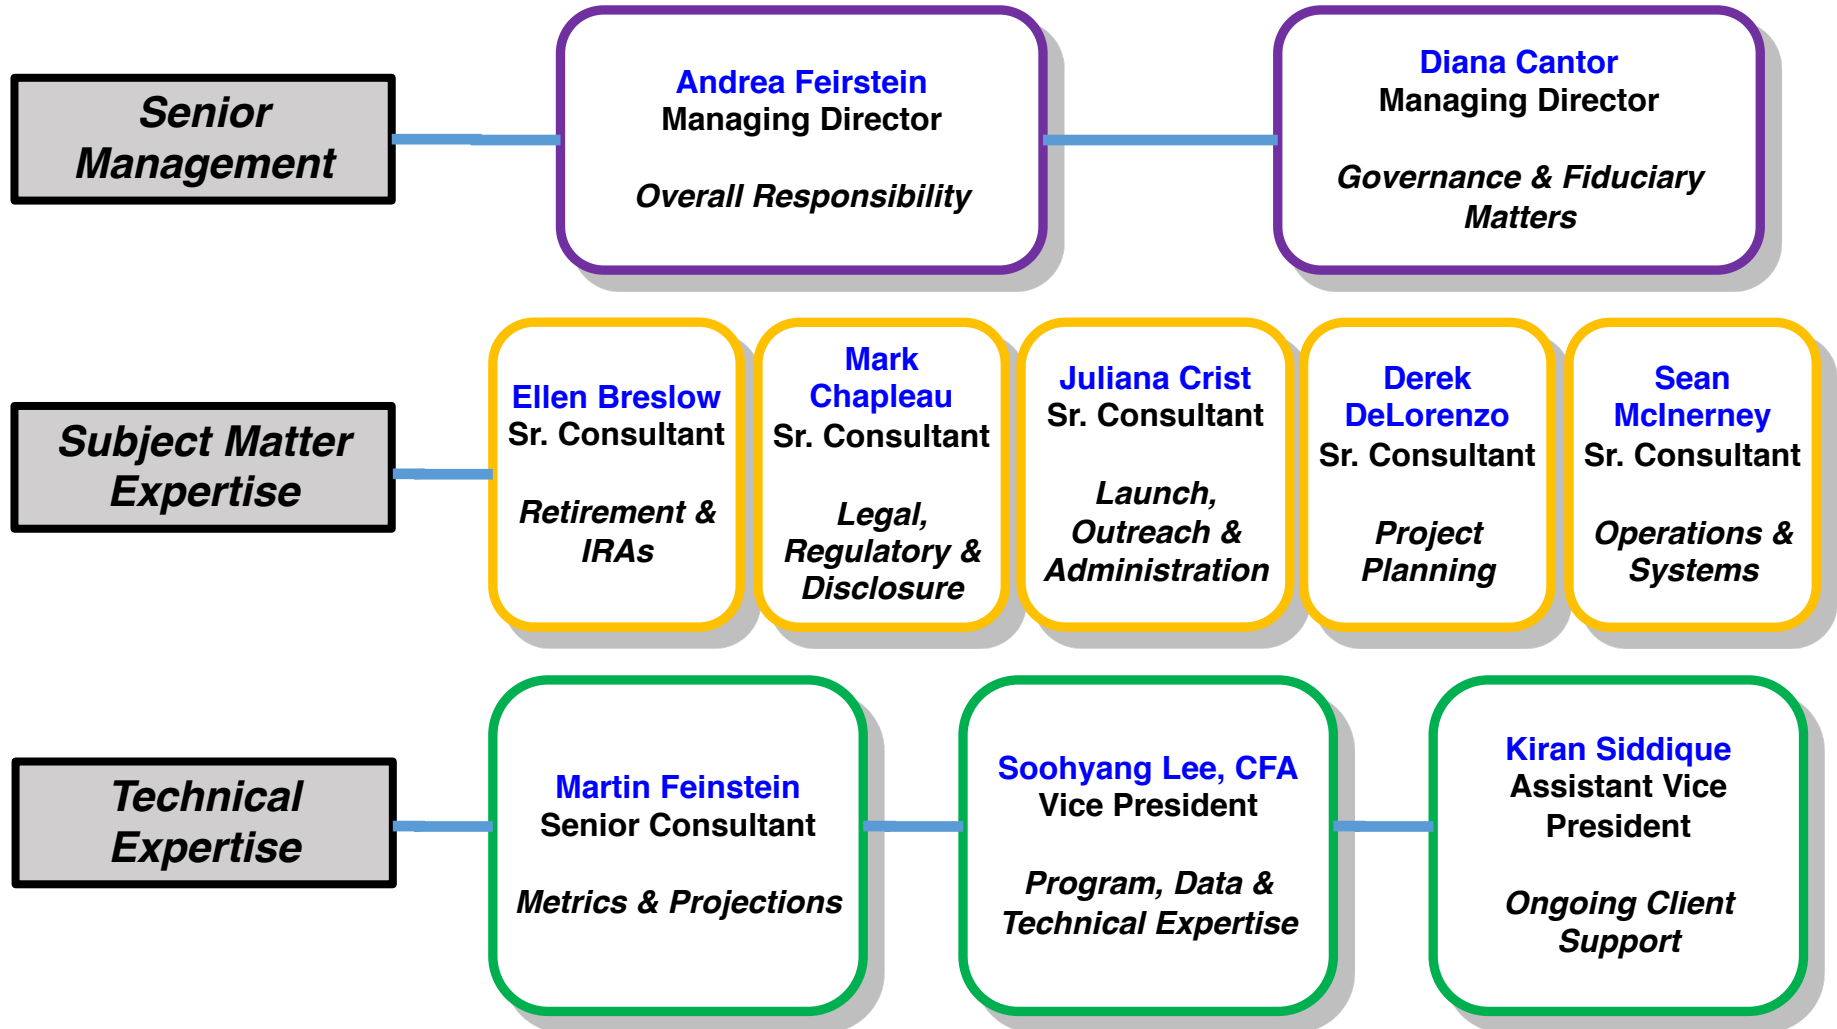 Senior
Management
Andrea Feirstein
Managing Director
Overall Responsibility
Diana Cantor
Managing Director
Governance & Fiduciary
Matters
Subject Matter
Expertise
Ellen Breslow
Sr. Consultant
Retirement &
IRAs
Mark
Chapleau
Sr. Consultant
Legal,
Regulatory &
Disclosure
Juliana Crist
Sr. Consultant
Launch,
Outreach &
Administration
Derek
DeLorenzo
Sr. Consultant
Project
Planning
Sean
McInerney
Sr. Consultant
Operations &
Systems
Technical
Expertise
Martin Feinstein
Senior Consultant
Metrics & Projections
Soohyang Lee, CFA
Vice President
Program, Data &
Technical Expertise
Kiran Siddique
Assistant Vice
President
Ongoing Client
Support